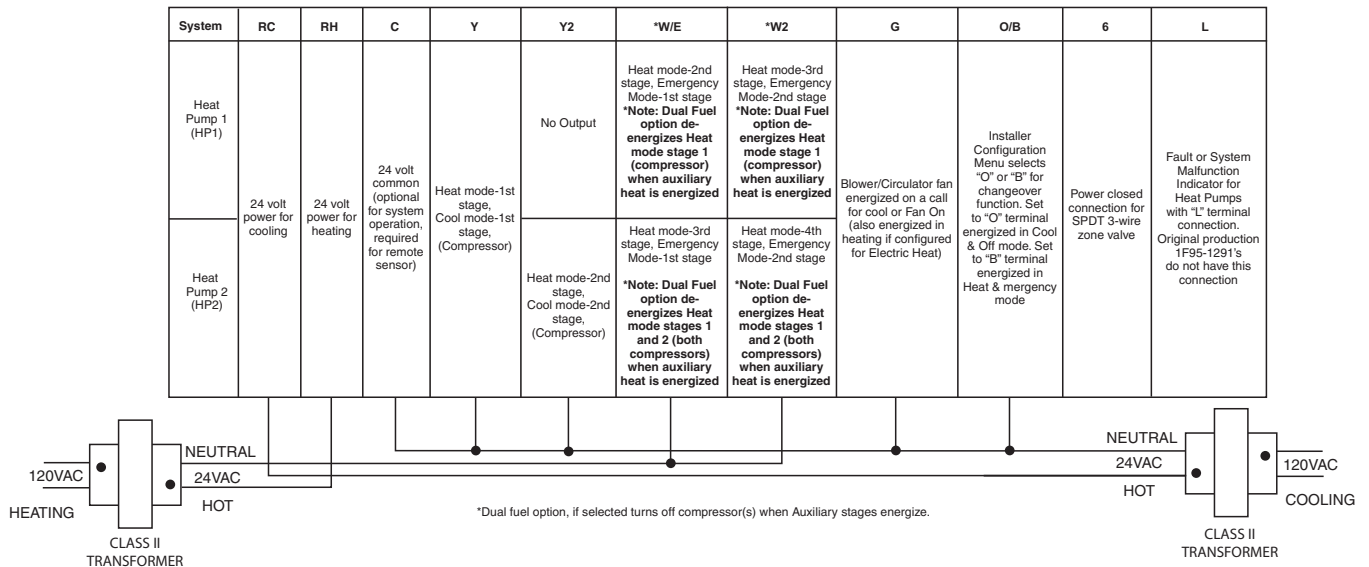 System RC RH C Y Y2 *W/E *W2 G O/B 6 L
Heat
Pump 1
(HP1)
24 volt
power for
cooling
24 volt
power for
heating
24 volt
common
(optional
for system
operation,
required
for remote
sensor)
Heat mode-1st
stage,
Cool mode-1st
stage,
(Compressor)
No Output
Heat mode-2nd
stage, Emergency
Mode-1st stage
*Note: Dual Fuel
option de-
energizes Heat
mode stage 1
(compressor)
when auxiliary
heat is energized
Heat mode-3rd
stage, Emergency
Mode-2nd stage
*Note: Dual Fuel
option de-
energizes Heat
mode stage 1
(compressor)
when auxiliary
heat is energized
Blower/Circulator fan
energized on a call
for cool or Fan On
(also energized in
heating if configured
for Electric Heat)
Installer
Configuration
Menu selects
“O” or “B” for
changeover
function. Set
to “O” terminal
energized in Cool
& Off mode. Set
to “B” terminal
energized in
Heat & mergency
mode
Power closed
connection for
SPDT 3-wire
zone valve
Fault or System
Malfunction
Indicator for
Heat Pumps
with “L” terminal
connection.
Original production
1F95-1291’s
do not have this
connection
Heat
Pump 2
(HP2)
Heat mode-2nd
stage,
Cool mode-2nd
stage,
(Compressor)
Heat mode-3rd
stage, Emergency
Mode-1st stage
*Note: Dual Fuel
option de-
energizes Heat
mode stages 1
and 2 (both
compressors)
when auxiliary
heat is energized
Heat mode-4th
stage, Emergency
Mode-2nd stage
*Note: Dual Fuel
option de-
energizes Heat
mode stages 1
and 2 (both
compressors)
when auxiliary
heat is energized
NEUTRAL
120VAC
24VAC
HEATING
HOT
CLASS II
TRANSFORMER
*Dual fuel option, if selected turns off compressor(s) when Auxiliary stages energize.
NEUTRAL
24VAC
120VAC
HOT
COOLING
CLASS II
TRANSFORMER